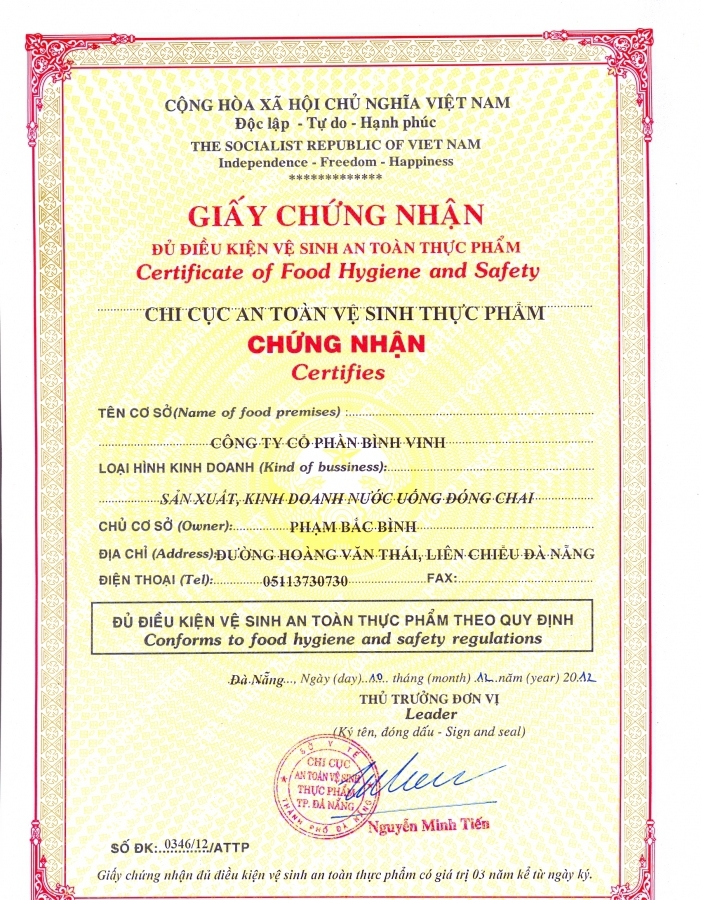 CỘNG HÒA XÃ HỘI CHỦ NGHĨA VIỆT NAM
Độc lập - Tự do - Hạnh phúc
THE SOCIALIST REPUBLIC OF VIET NAM
Independence - Freedom - Happiness
*************
GIẤY CHỨNG NHẬN
ĐỦ ĐIỀU KIỆN VỆ SINH AN TOÀN THỰC PHẨM
Certificate of Food Hygiene and Safety
CHI CỤC AN TOÀN VỆ SINH THỰC PHẨM
CHỨNG NHẬN
Certifies
TÊN CƠ SỞ (Name of food premises) :
CÔNG TY CỔ PHẦN BÌNH VINH
LOẠI HÌNH KINH DOANH (Kind of bussiness):
SẢN XUẤT, KINH DOANH NƯỚC UỐNG ĐÓNG CHAI
CHỦ CƠ SỞ (Owner): PHẠM BẮC BÌNH
ĐỊA CHỈ (Address): ĐƯỜNG HOÀNG VĂN THÁI, LIÊN CHIỂU ĐÀ NẴNG
ĐIỆN THOẠI (Tel): 05113730730 FAX:
ĐỦ ĐIỀU KIỆN VỆ SINH AN TOÀN THỰC PHẨM THEO QUY ĐỊNH
Conforms to food hygiene and safety regulations
Đà Nẵng..., Ngày (day)..10.. tháng (month) .12..năm (year) 2012
THỦ TRƯỞNG ĐƠN VỊ
Leader
(Ký tên, đóng dấu - Sign and seal)
SỞ Y TẾ
CHI CỤC
AN TOÀN VỆ SINH
THỰC PHẨM
TP. ĐÀ NẴNG
THÀNH PHỐ ĐÀ NẴNG
Nguyễn Minh Tiến
SỐ ĐK: 0346/12/ATTP
Giấy chứng nhận đủ điều kiện vệ sinh an toàn thực phẩm có giá trị 03 năm kể từ ngày ký.